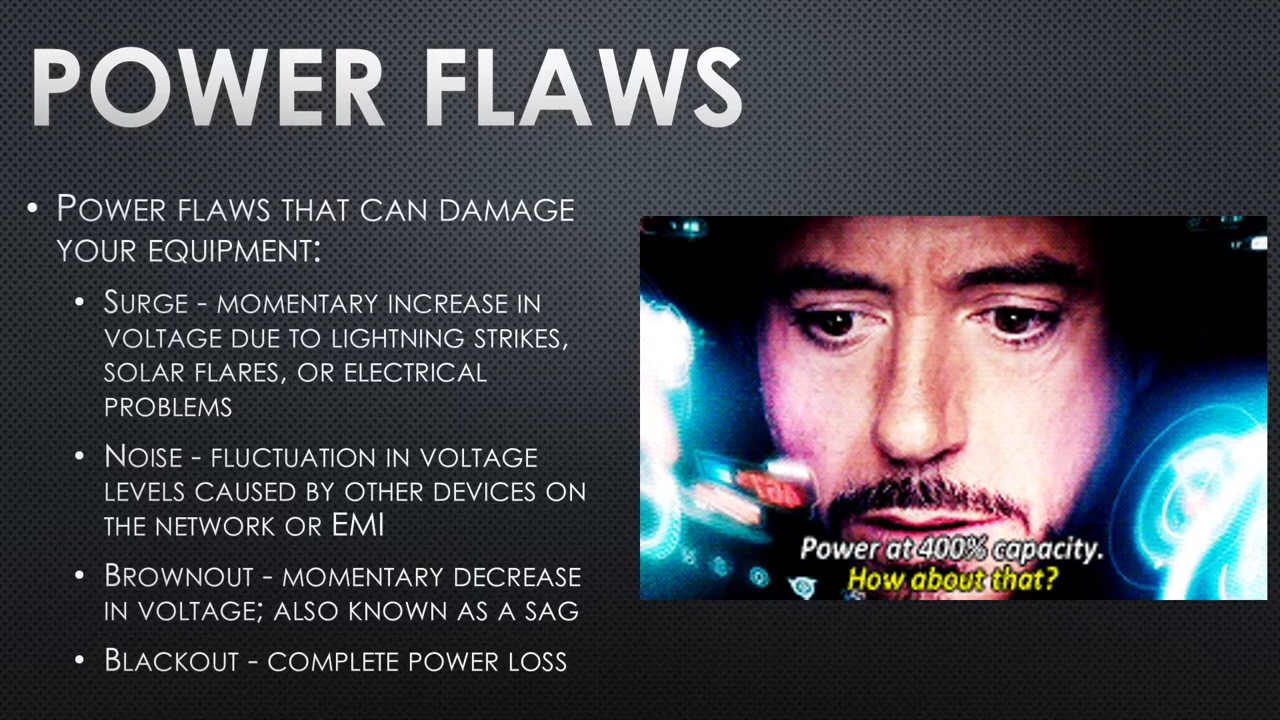 POWER FLAWS
• POWER FLAWS THAT CAN DAMAGE
YOUR EQUIPMENT:
• SURGE - MOMENTARY INCREASE IN
VOLTAGE DUE TO LIGHTNING STRIKES,
SOLAR FLARES, OR ELECTRICAL
PROBLEMS
• NOISE - FLUCTUATION IN VOLTAGE
LEVELS CAUSED BY OTHER DEVICES ON
THE NETWORK OR EMI
• BROWNOUT - MOMENTARY DECREASE
IN VOLTAGE; ALSO KNOWN AS A SAG
• BLACKOUT - COMPLETE POWER LOSS
Power at 400% capacity.
How about that?